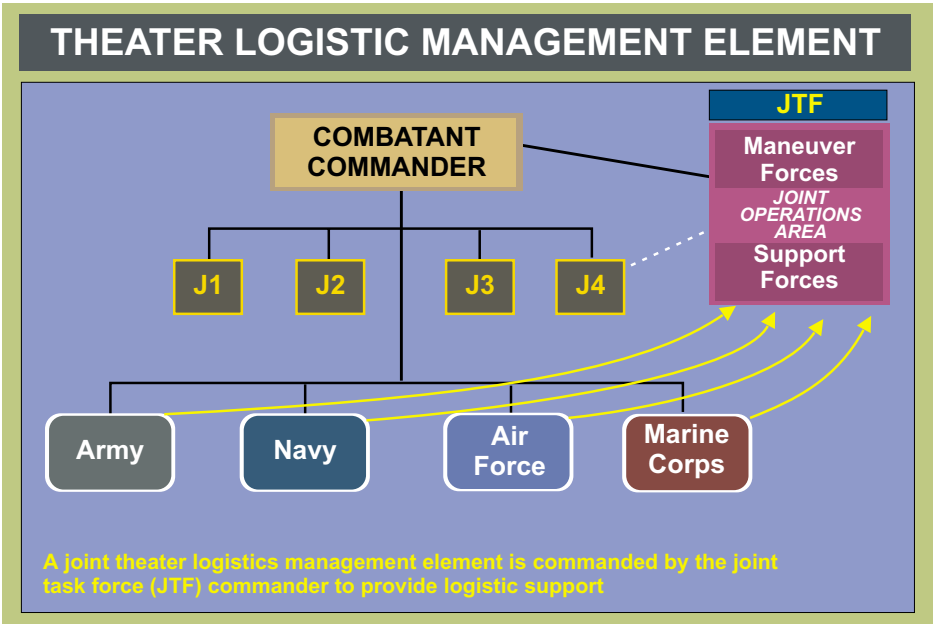 THEATER LOGISTIC MANAGEMENT ELEMENT
JTF
COMBATANT
COMMANDER
Maneuver
Forces
JOINT
OPERATIONS
AREA
Support
Forces
J1
J2
J3
J4
Army
Navy
Air
Force
Marine
Corps
A joint theater logistics management element is commanded by the joint
task force (JTF) commander to provide logistic support